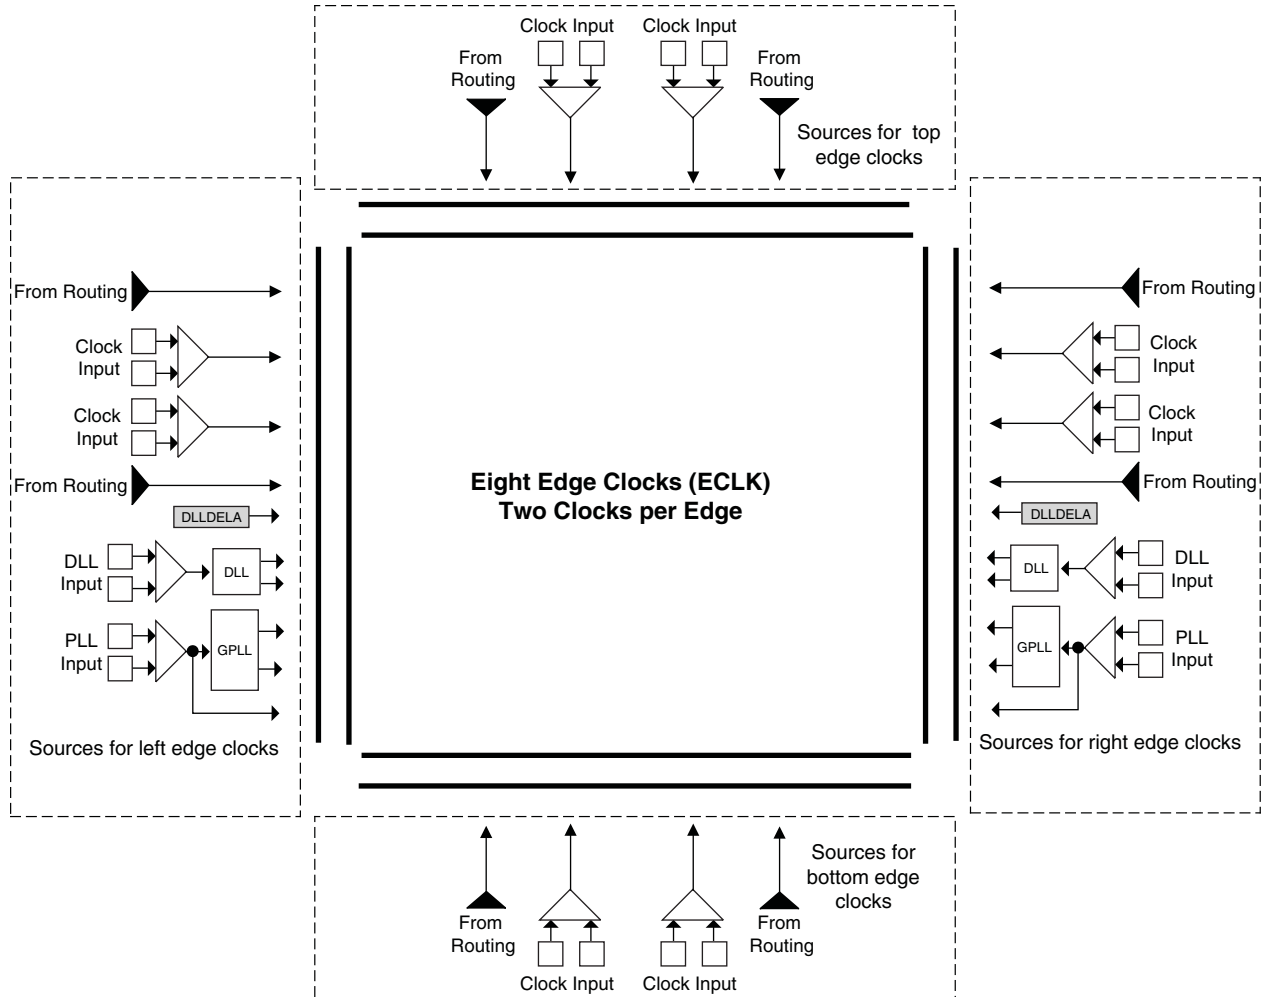 Clock Input
Clock Input
From
Routing
From
Routing
Sources for top
edge clocks
From Routing
Clock
Input
Clock
Input
From Routing
DLLDELA
DLL
Input
DLL
PLL
Input
GPLL
Sources for left edge clocks
Eight Edge Clocks (ECLK)
Two Clocks per Edge
From Routing
Clock
Input
Clock
Input
From Routing
DLLDELA
DLL
DLL
Input
GPLL
PLL
Input
Sources for right edge clocks
Sources for
bottom edge
clocks
From
Routing
From
Routing
Clock Input
Clock Input